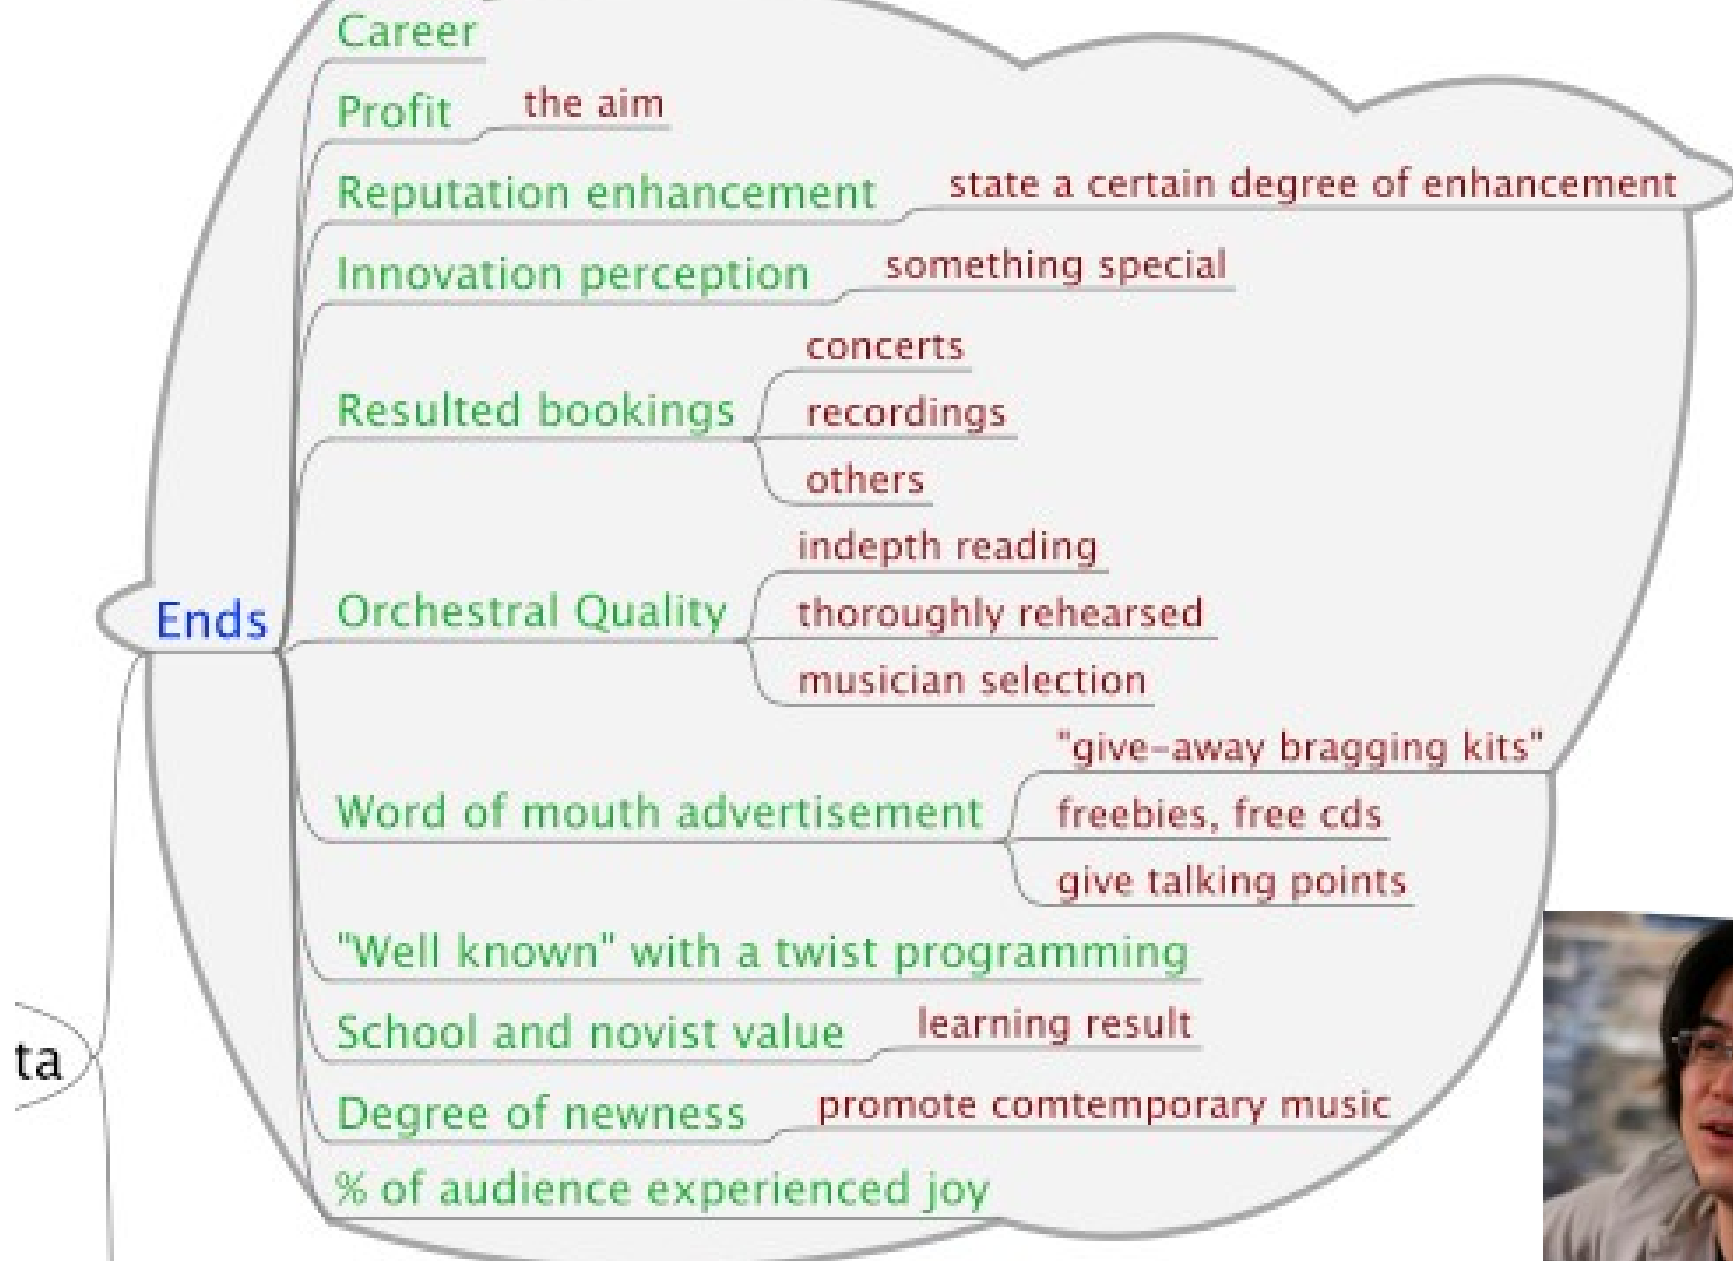 Career
Profit
the aim
Reputation enhancement
state a certain degree of enhancement
Innovation perception
something special
Resulted bookings
concerts
recordings
others
Ends
Orchestral Quality
indepth reading
thoroughly rehearsed
musician selection
Word of mouth advertisement
"give-away bragging kits"
freebies, free cds
give talking points
"Well known" with a twist programming
School and novist value
learning result
ta
Degree of newness
promote comtemporary music
% of audience experienced joy